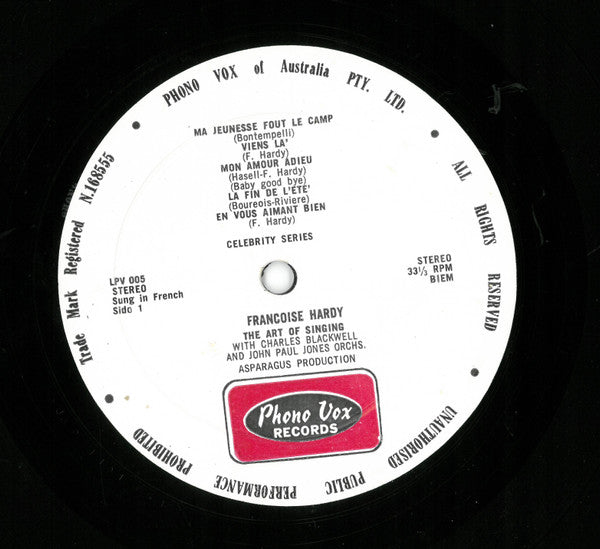 PHONO VOX of Australia PTY. LTD.
ALL RIGHTS RESERVED
UNAUTHORISED PUBLIC PERFORMANCE PROHIBITED
Trade Mark Registered N.168555
MA JEUNESSE FOUT LE CAMP
(Bontempelli)
VIENS LA'
(F. Hardy)
MON AMOUR ADIEU
(Hasell-F. Hardy)
(Baby good bye)
LA FIN DE L'ÉTÉ'
(Boureois-Riviere)
EN VOUS AIMANT BIEN
(F. Hardy)
CELEBRITY SERIES
LPV 005
STEREO
Sung in French
Sido 1
STEREO
33⅓ RPM
BIEM
FRANCOISE HARDY
THE ART OF SINGING
WITH CHARLES BLACKWELL
AND JOHN PAUL JONES ORCHS.
ASPARAGUS PRODUCTION
Phono Vox
RECORDS